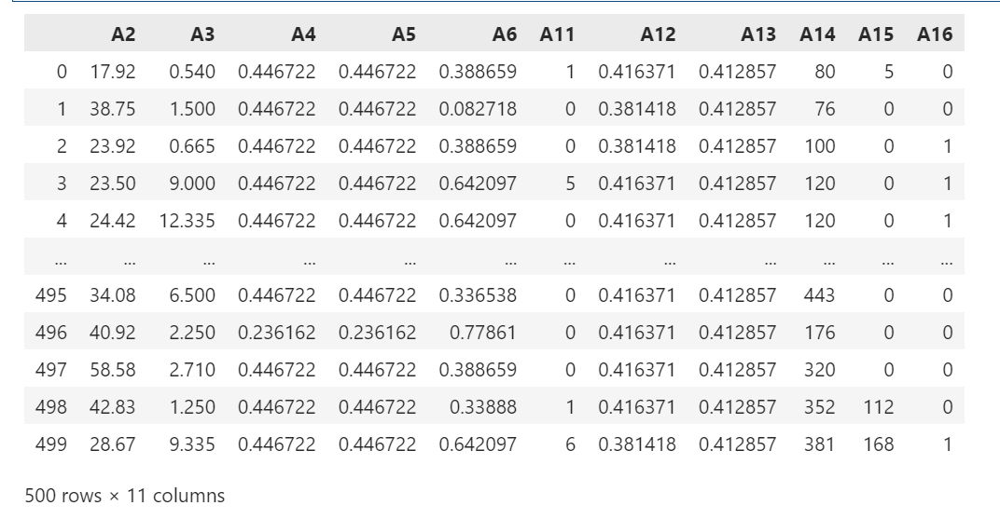 A2 A3 A4 A5 A6 A11 A12 A13 A14 A15 A16
0 17.92 0.540 0.446722 0.446722 0.388659 1 0.416371 0.412857 80 5 0
1 38.75 1.500 0.446722 0.446722 0.082718 0 0.381418 0.412857 76 0 0
2 23.92 0.665 0.446722 0.446722 0.388659 0 0.381418 0.412857 100 0 1
3 23.50 9.000 0.446722 0.446722 0.642097 5 0.416371 0.412857 120 0 1
4 24.42 12.335 0.446722 0.446722 0.642097 0 0.416371 0.412857 120 0 1
... ... ... ... ... ... ... ... ... ... ... ...
495 34.08 6.500 0.446722 0.446722 0.336538 0 0.416371 0.412857 443 0 0
496 40.92 2.250 0.236162 0.236162 0.77861 0 0.416371 0.412857 176 0 0
497 58.58 2.710 0.446722 0.446722 0.388659 0 0.416371 0.412857 320 0 0
498 42.83 1.250 0.446722 0.446722 0.33888 1 0.416371 0.412857 352 112 0
499 28.67 9.335 0.446722 0.446722 0.642097 6 0.381418 0.412857 381 168 1
500 rows × 11 columns